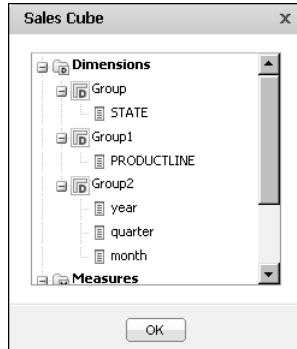 Sales Cube x
Dimensions
Group
STATE
Group1
PRODUCTLINE
Group2
year
quarter
month
Measures
OK